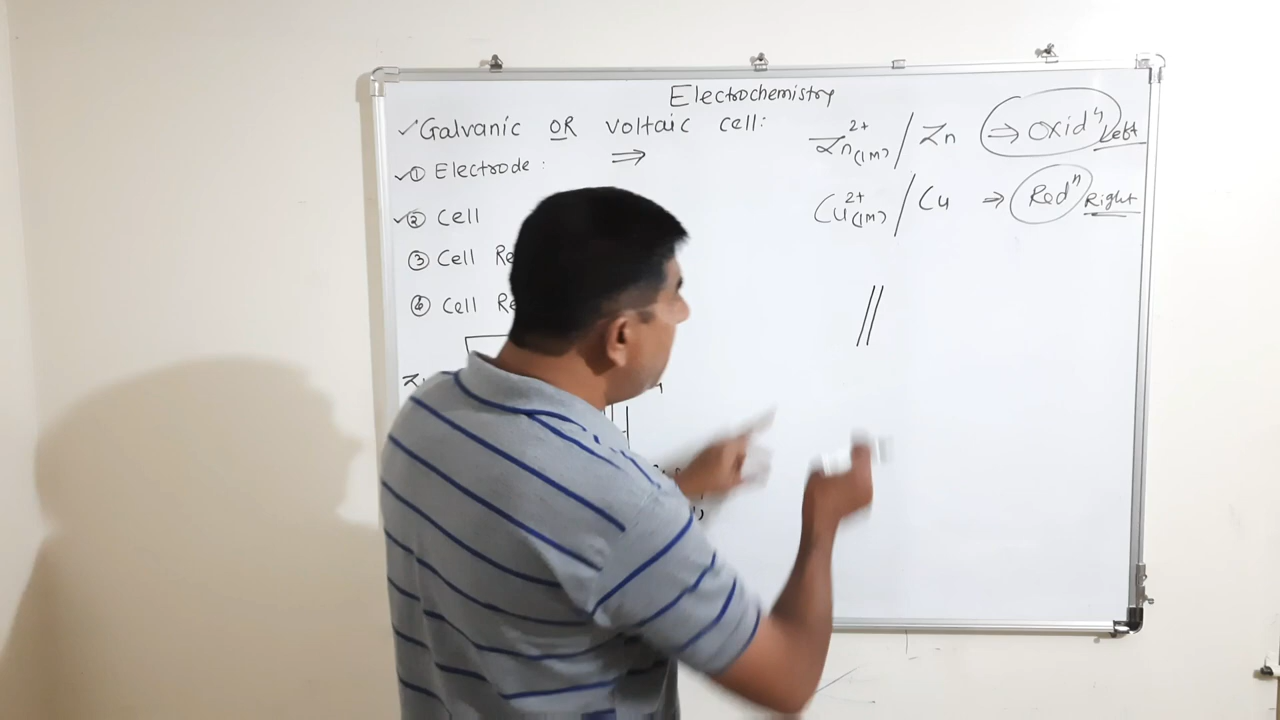 Electrochemistry
✓Galvanic OR voltaic cell:
✓① Electrode : ⇒
✓② Cell
③ Cell Re
④ Cell Re
Zn²⁺(1M) / Zn ⇒ Oxidⁿ Left
Cu²⁺(1M) / Cu ⇒ Redⁿ Right
//